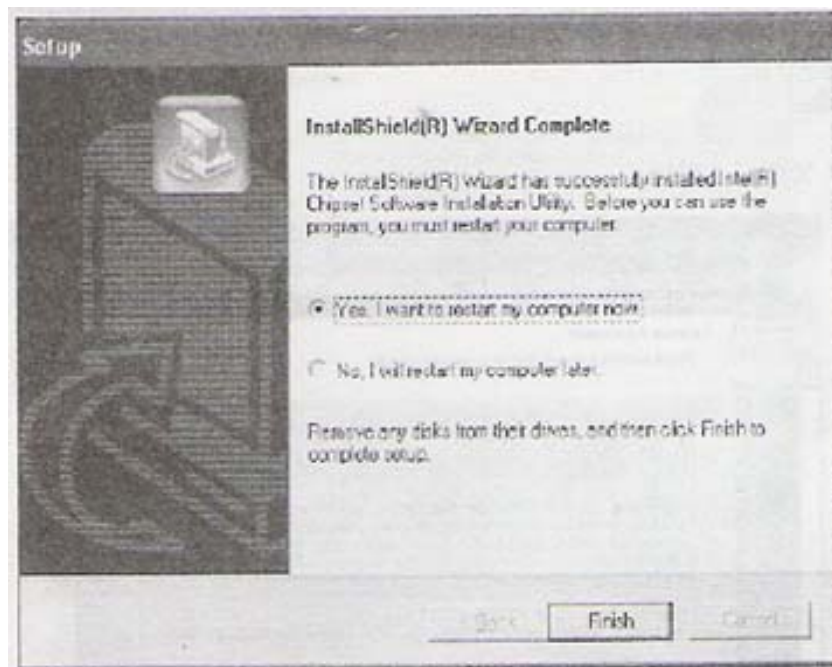 Setup
InstallShield(R) Wizard Complete
The InstallShield(R) Wizard has successfully installed Intel(R)
Chipset Software Installation Utility. Before you can use the
program, you must restart your computer.
Yes, I want to restart my computer now.
No, I will restart my computer later.
Remove any disks from their drives, and then click Finish to
complete setup.
Back Finish Cancel